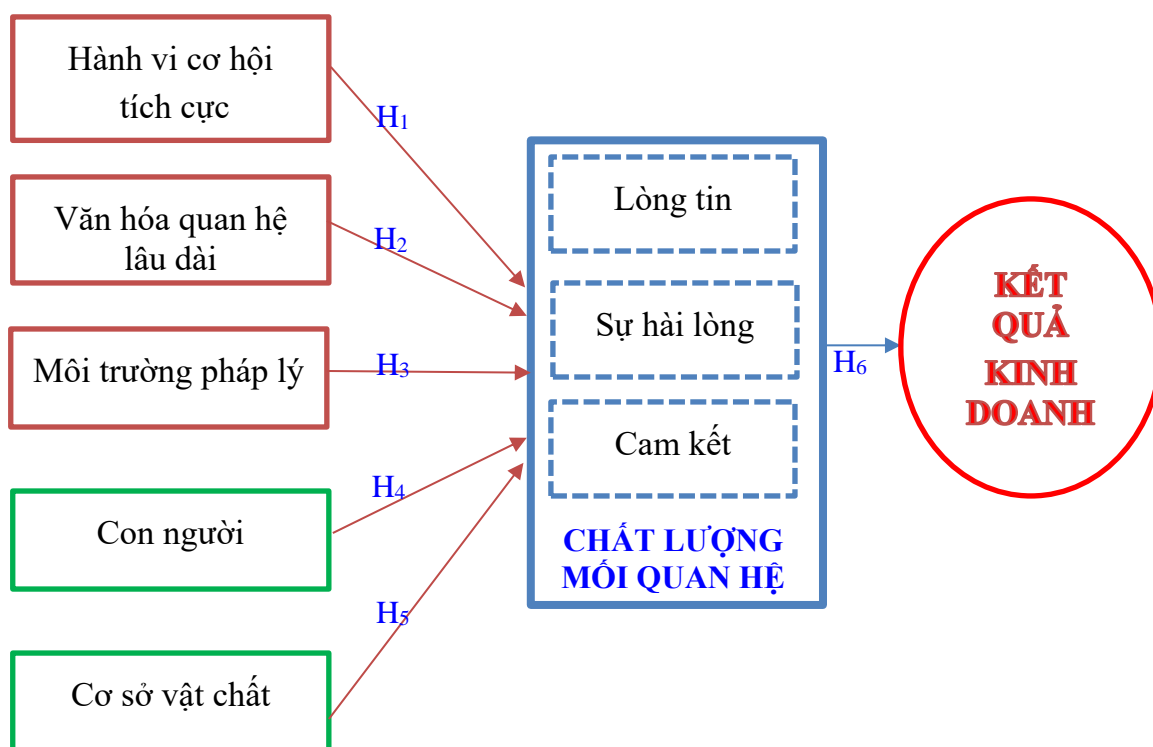 Hành vi cơ hội
tích cực
H₁
Văn hóa quan hệ
lâu dài
H₂
Môi trường pháp lý
H₃
Con người
H₄
Cơ sở vật chất
H₅
Lòng tin
Sự hài lòng
Cam kết
CHẤT LƯỢNG
MỐI QUAN HỆ
H₆
KẾT
QUẢ
KINH
DOANH